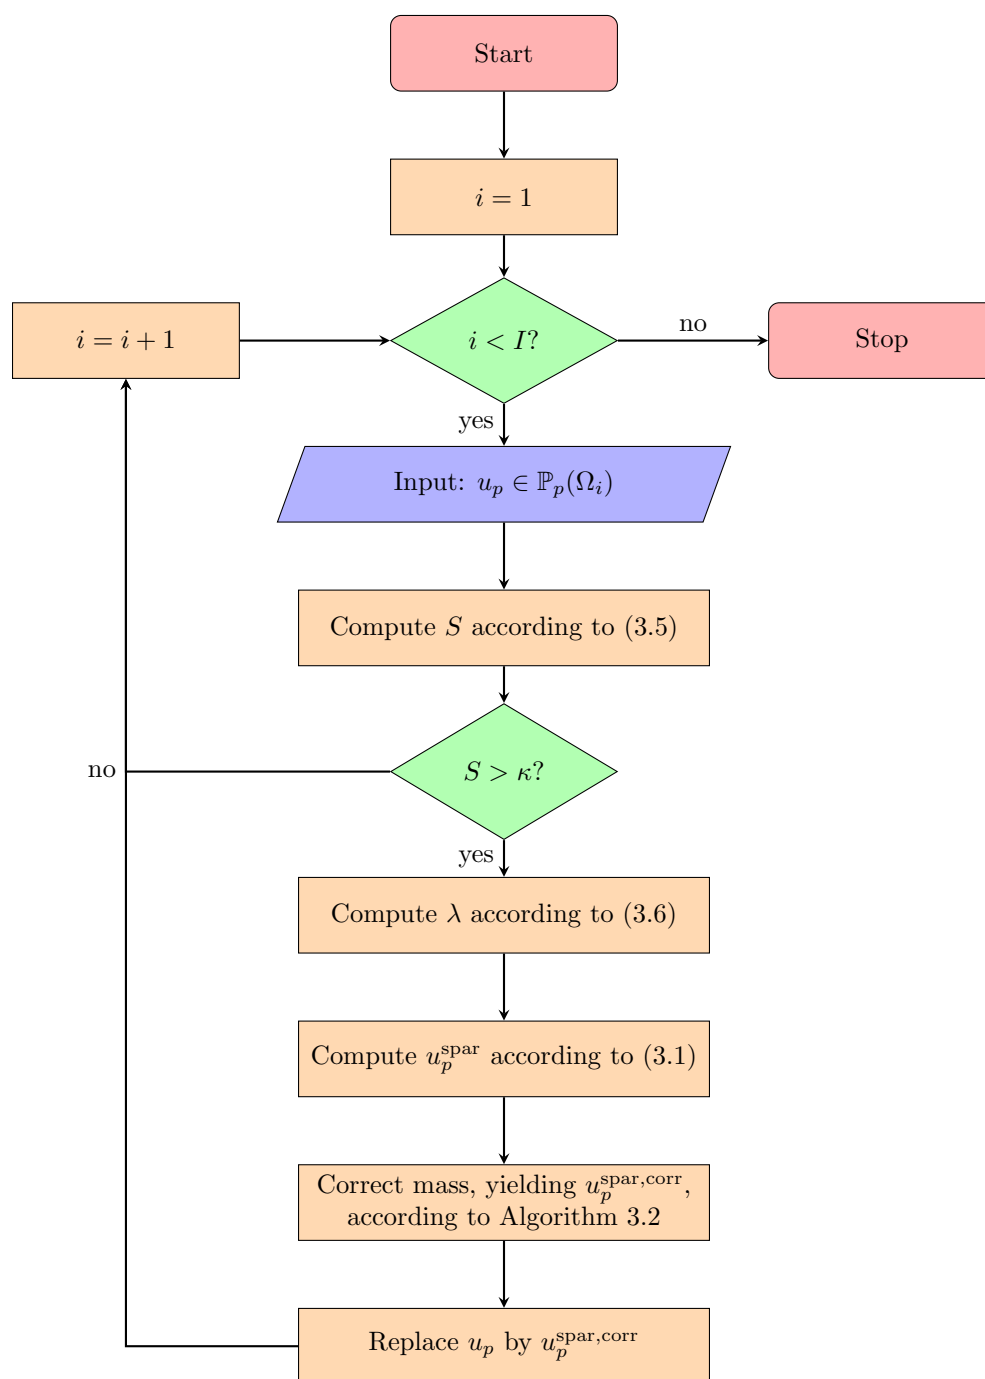 Start
i = 1
i = i + 1
i < I?
no
Stop
yes
Input: u_p ∈ ℙ_p(Ω_i)
Compute S according to (3.5)
no
S > κ?
yes
Compute λ according to (3.6)
Compute u_p^spar according to (3.1)
Correct mass, yielding u_p^spar,corr,
according to Algorithm 3.2
Replace u_p by u_p^spar,corr